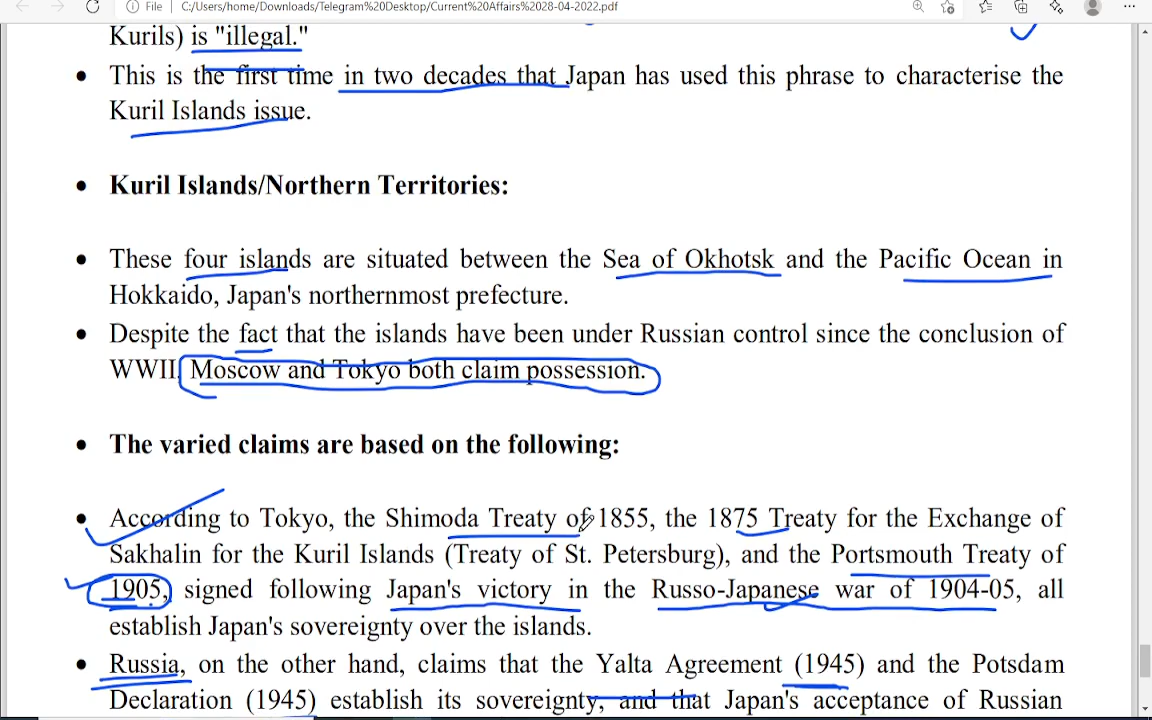 File | C:/Users/home/Downloads/Telegram%20Desktop/Current%20Affairs%2028-04-2022.pdf
Kurils) is "illegal."
• This is the first time in two decades that Japan has used this phrase to characterise the
Kuril Islands issue.
• Kuril Islands/Northern Territories:
• These four islands are situated between the Sea of Okhotsk and the Pacific Ocean in
Hokkaido, Japan's northernmost prefecture.
• Despite the fact that the islands have been under Russian control since the conclusion of
WWII, Moscow and Tokyo both claim possession.
• The varied claims are based on the following:
• According to Tokyo, the Shimoda Treaty of 1855, the 1875 Treaty for the Exchange of
Sakhalin for the Kuril Islands (Treaty of St. Petersburg), and the Portsmouth Treaty of
1905, signed following Japan's victory in the Russo-Japanese war of 1904-05, all
establish Japan's sovereignty over the islands.
• Russia, on the other hand, claims that the Yalta Agreement (1945) and the Potsdam
Declaration (1945) establish its sovereignty, and that Japan's acceptance of Russian